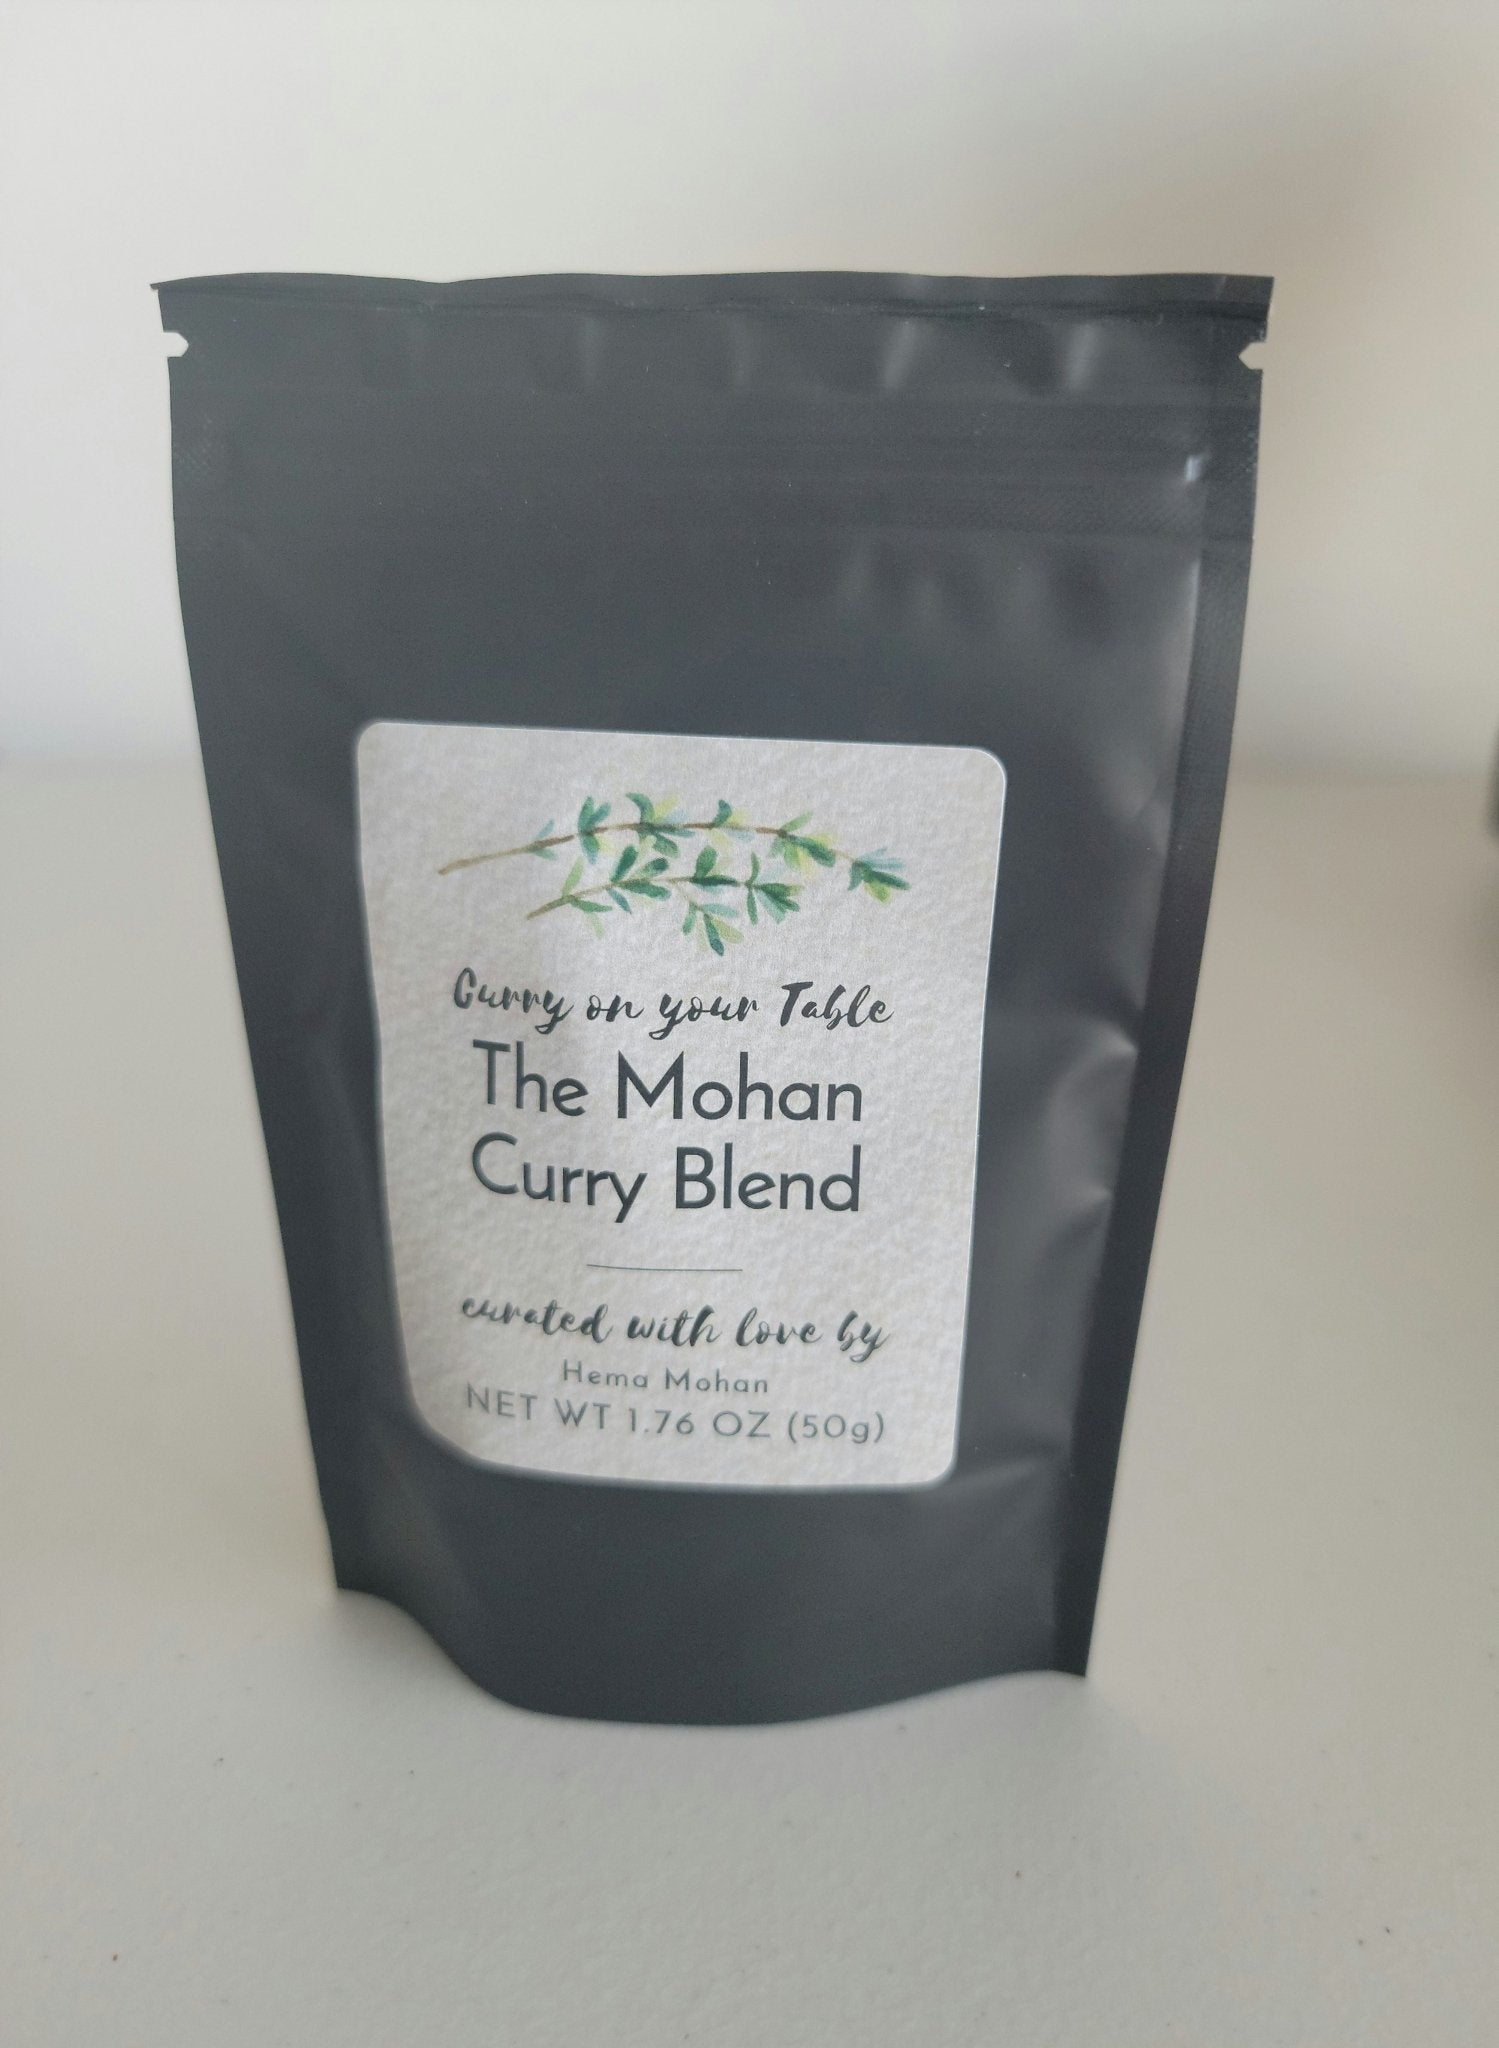 Curry on your Table
The Mohan
Curry Blend
curated with love by
Hema Mohan
NET WT 1.76 OZ (50g)